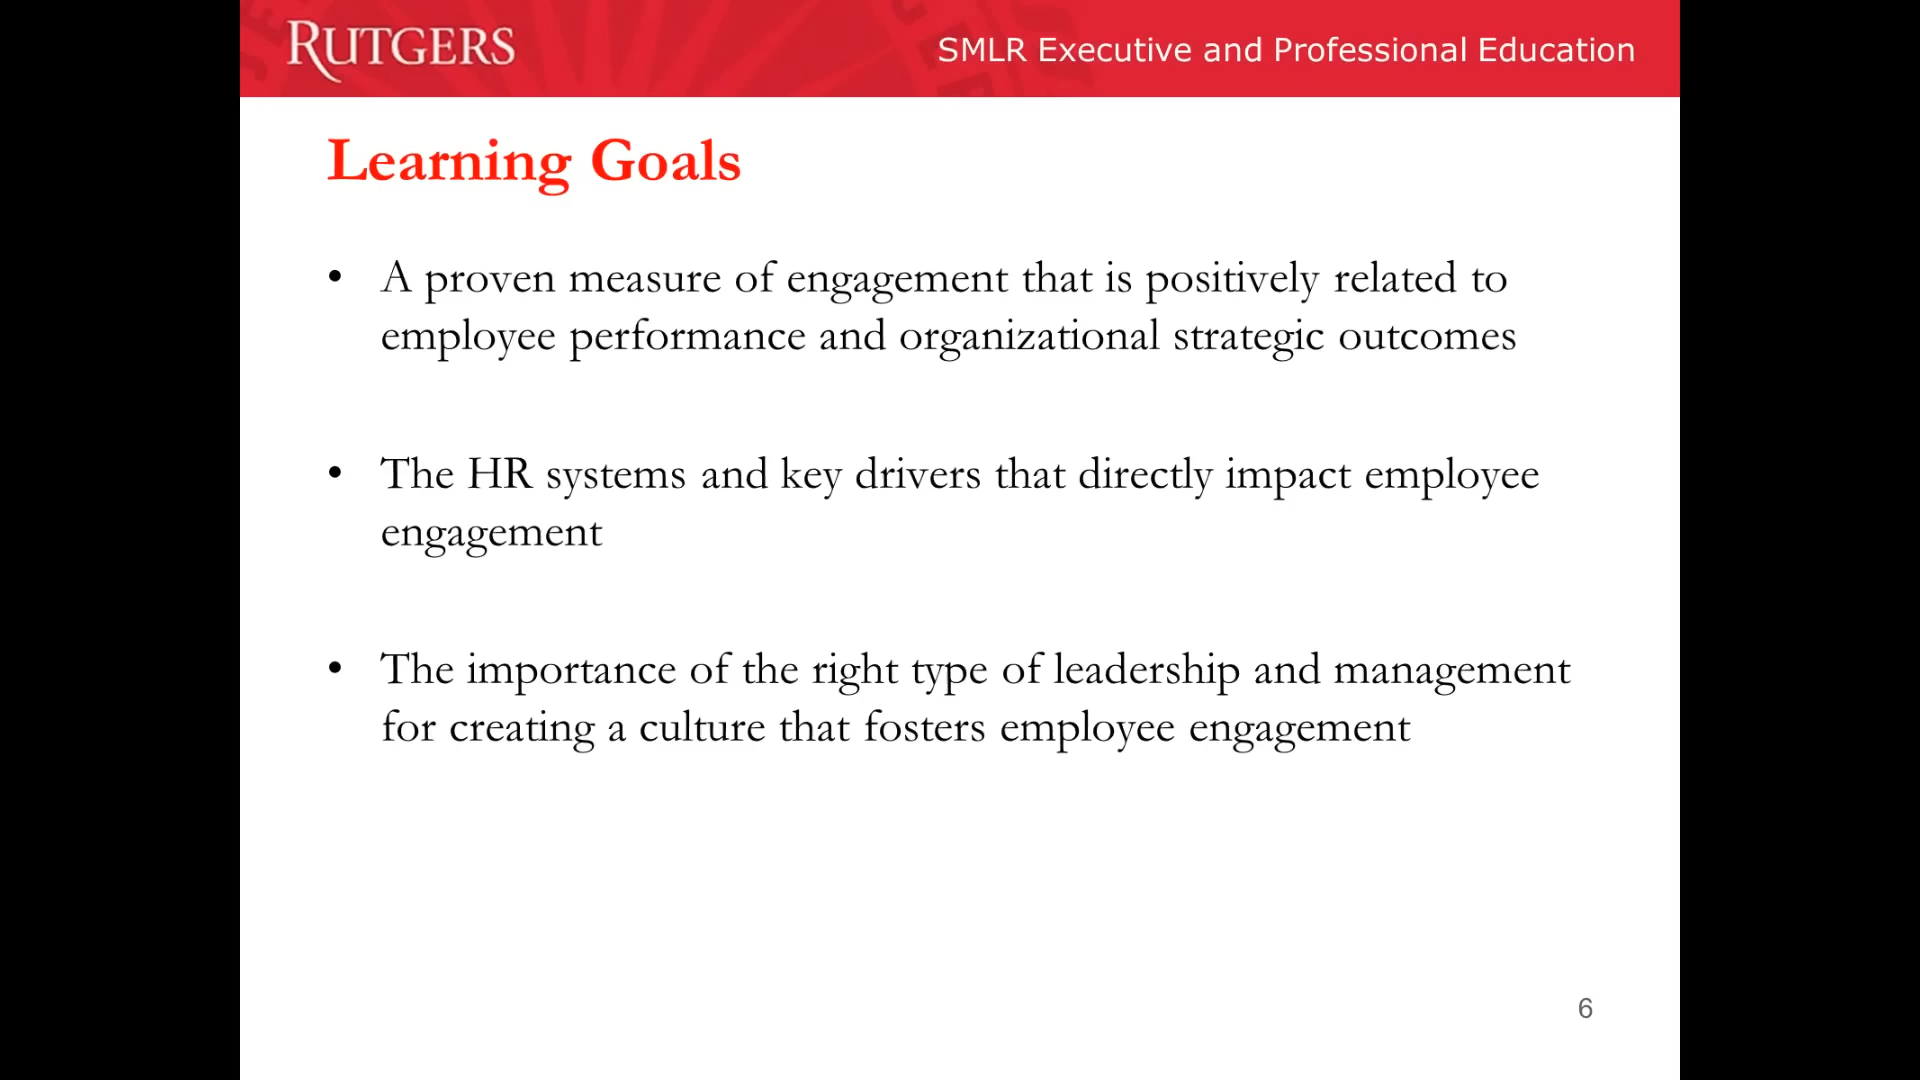 RUTGERS
SMLR Executive and Professional Education
Learning Goals
• A proven measure of engagement that is positively related to
employee performance and organizational strategic outcomes
• The HR systems and key drivers that directly impact employee
engagement
• The importance of the right type of leadership and management
for creating a culture that fosters employee engagement
6